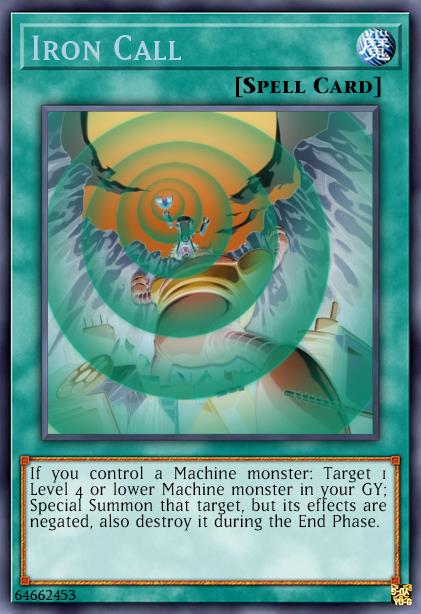 Iron Call
[Spell Card]
If you control a Machine monster: Target 1
Level 4 or lower Machine monster in your GY;
Special Summon that target, but its effects are
negated, also destroy it during the End Phase.
64662453